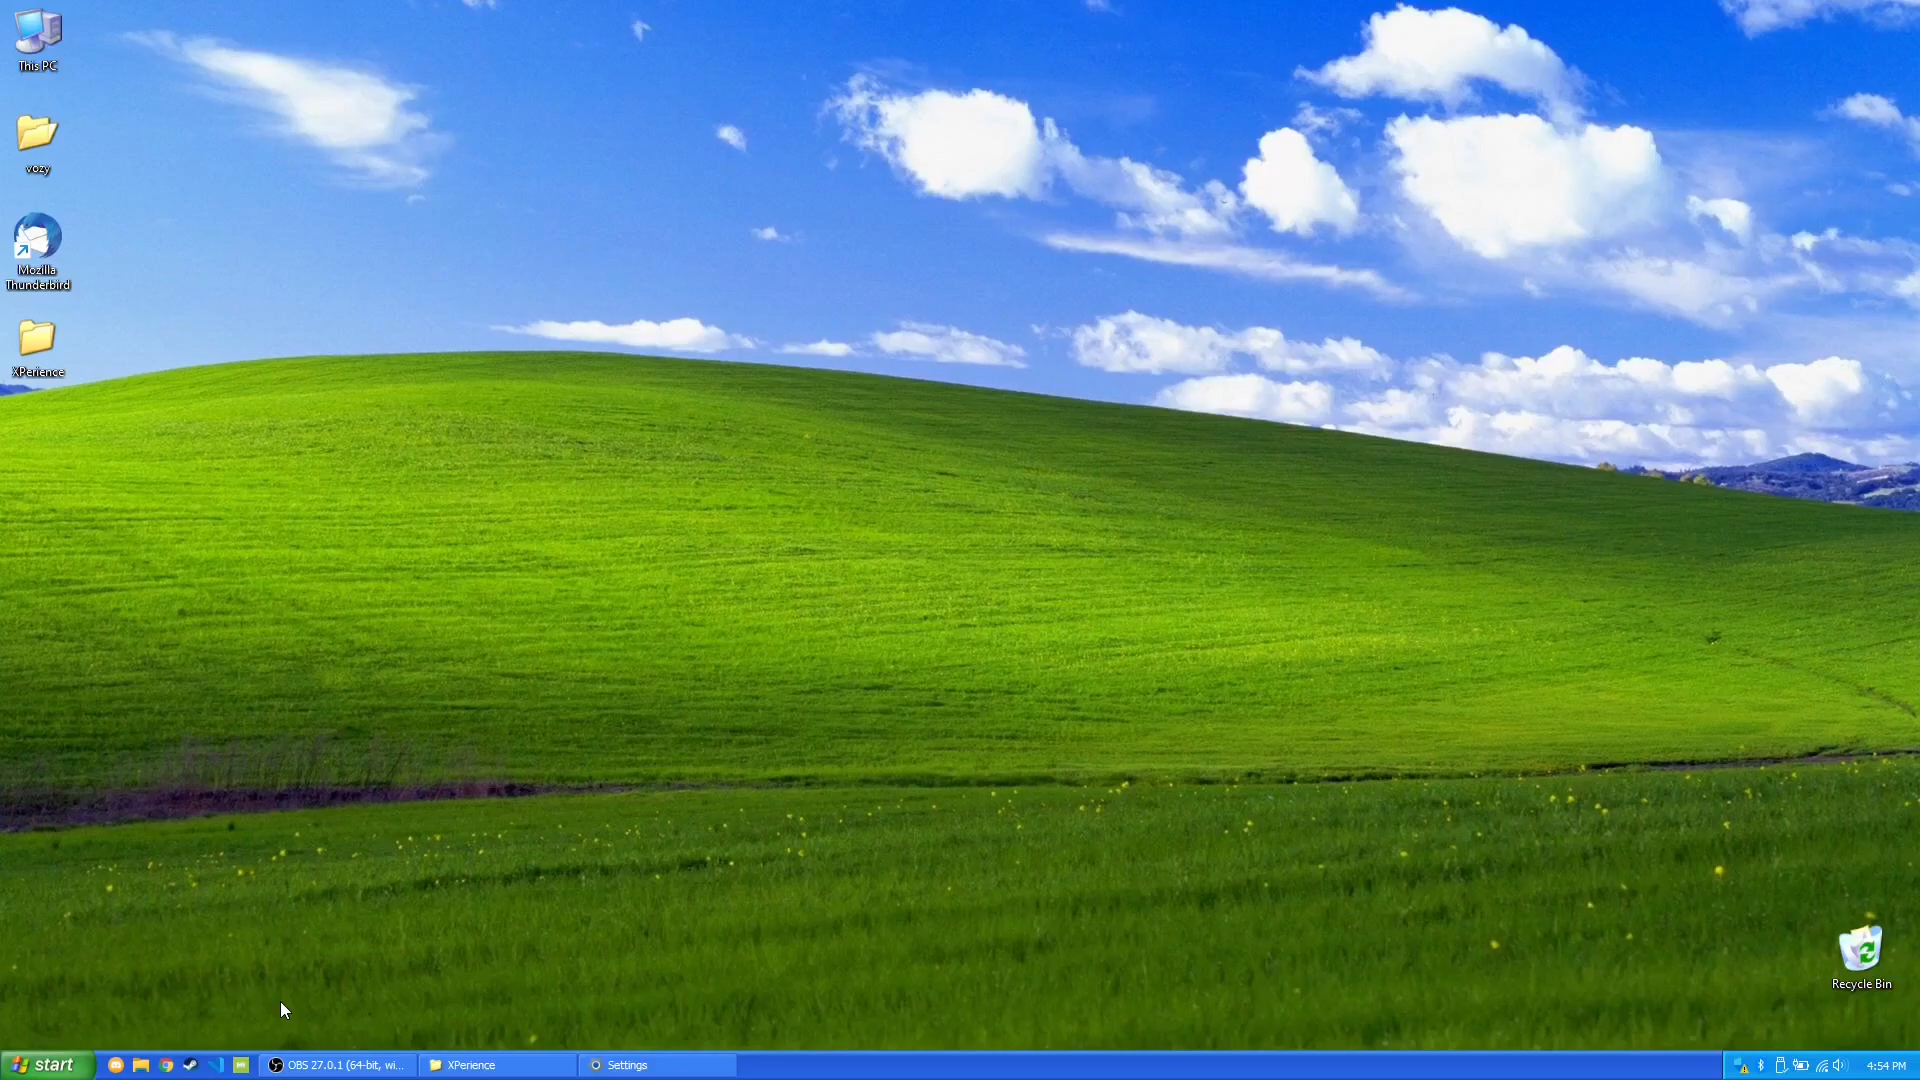 This PC
vozy
Mozilla
Thunderbird
XPerience
Recycle Bin
start
OBS 27.0.1 (64-bit, wi...
XPerience
Settings
4:54 PM